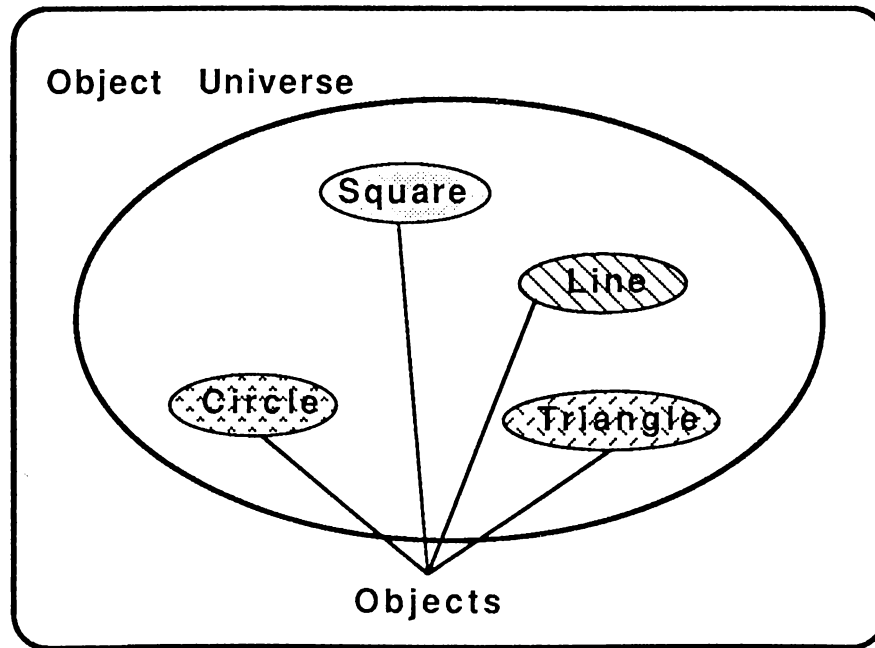 Object Universe
Square
Line
Circle
Triangle
Objects